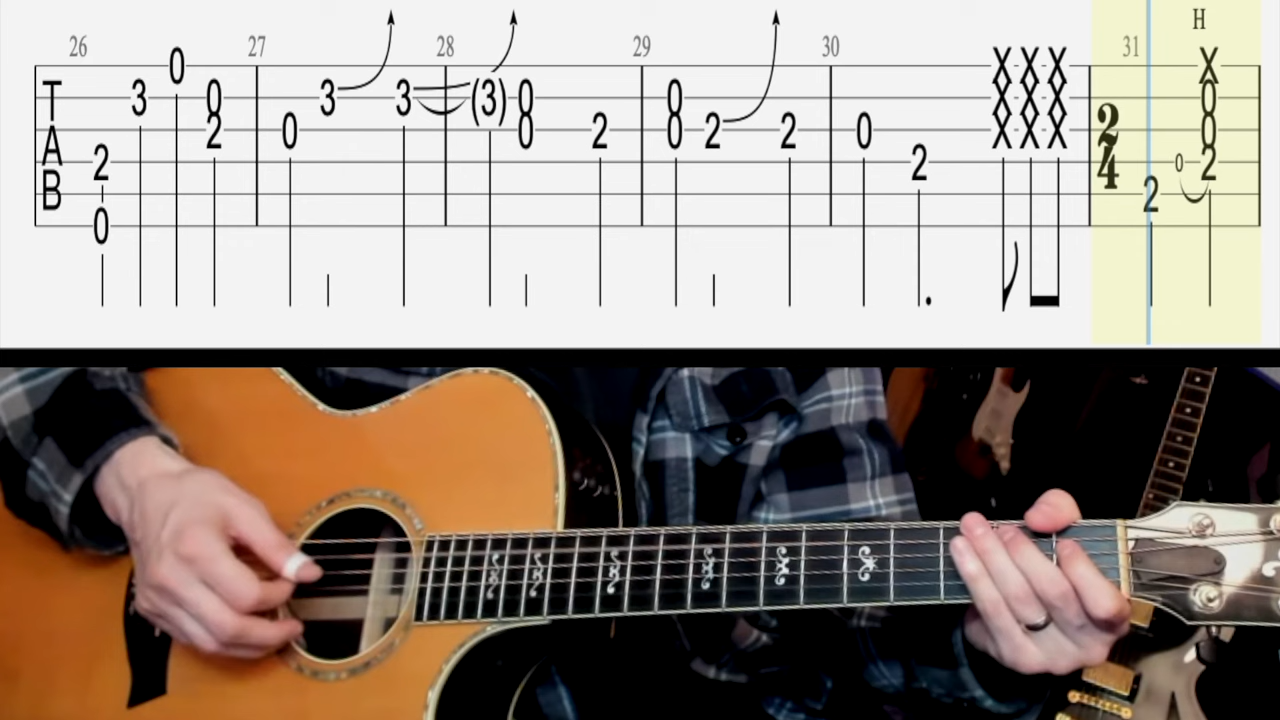 26 27 28 29 30 31 H
0 X X X X
T 3 0 3 3 (3) 0 0 X X X 0
A 2 0 0 2 0 2 2 0 X X X 2 0
2 2 4 0 2
B 2
0